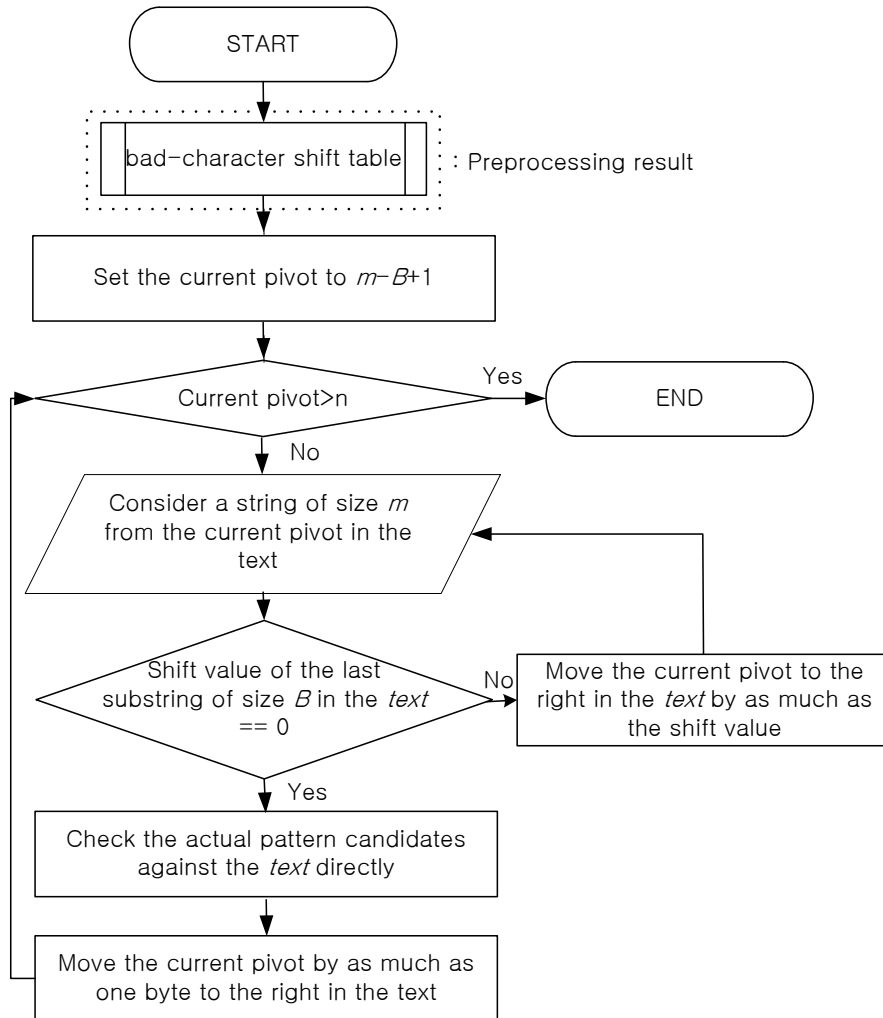 START
bad-character shift table
: Preprocessing result
Set the current pivot to m-B+1
Current pivot>n
Yes
END
No
Consider a string of size m
from the current pivot in the
text
Shift value of the last
substring of size B in the text
== 0
No
Move the current pivot to the
right in the text by as much as
the shift value
Yes
Check the actual pattern candidates
against the text directly
Move the current pivot by as much as
one byte to the right in the text